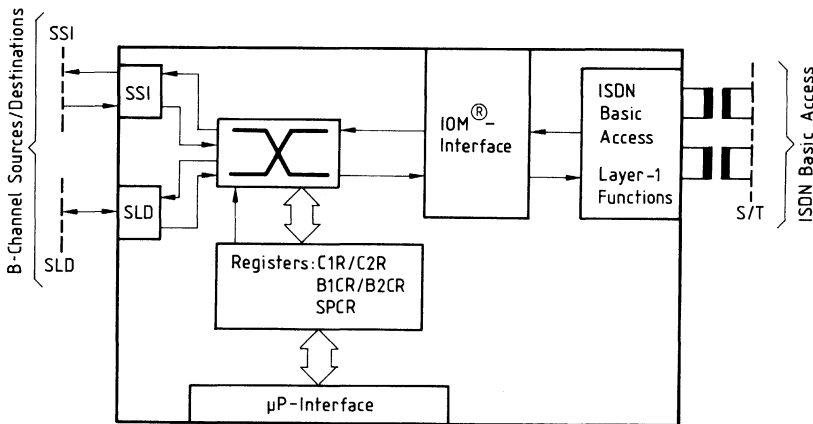 B-Channel Sources/Destinations
SSI
SSI
SLD
SLD
IOM®-
Interface
ISDN
Basic
Access
Layer-1
Functions
S/T
ISDN Basic Access
Registers: C1R/C2R
B1CR/B2CR
SPCR
µP-Interface